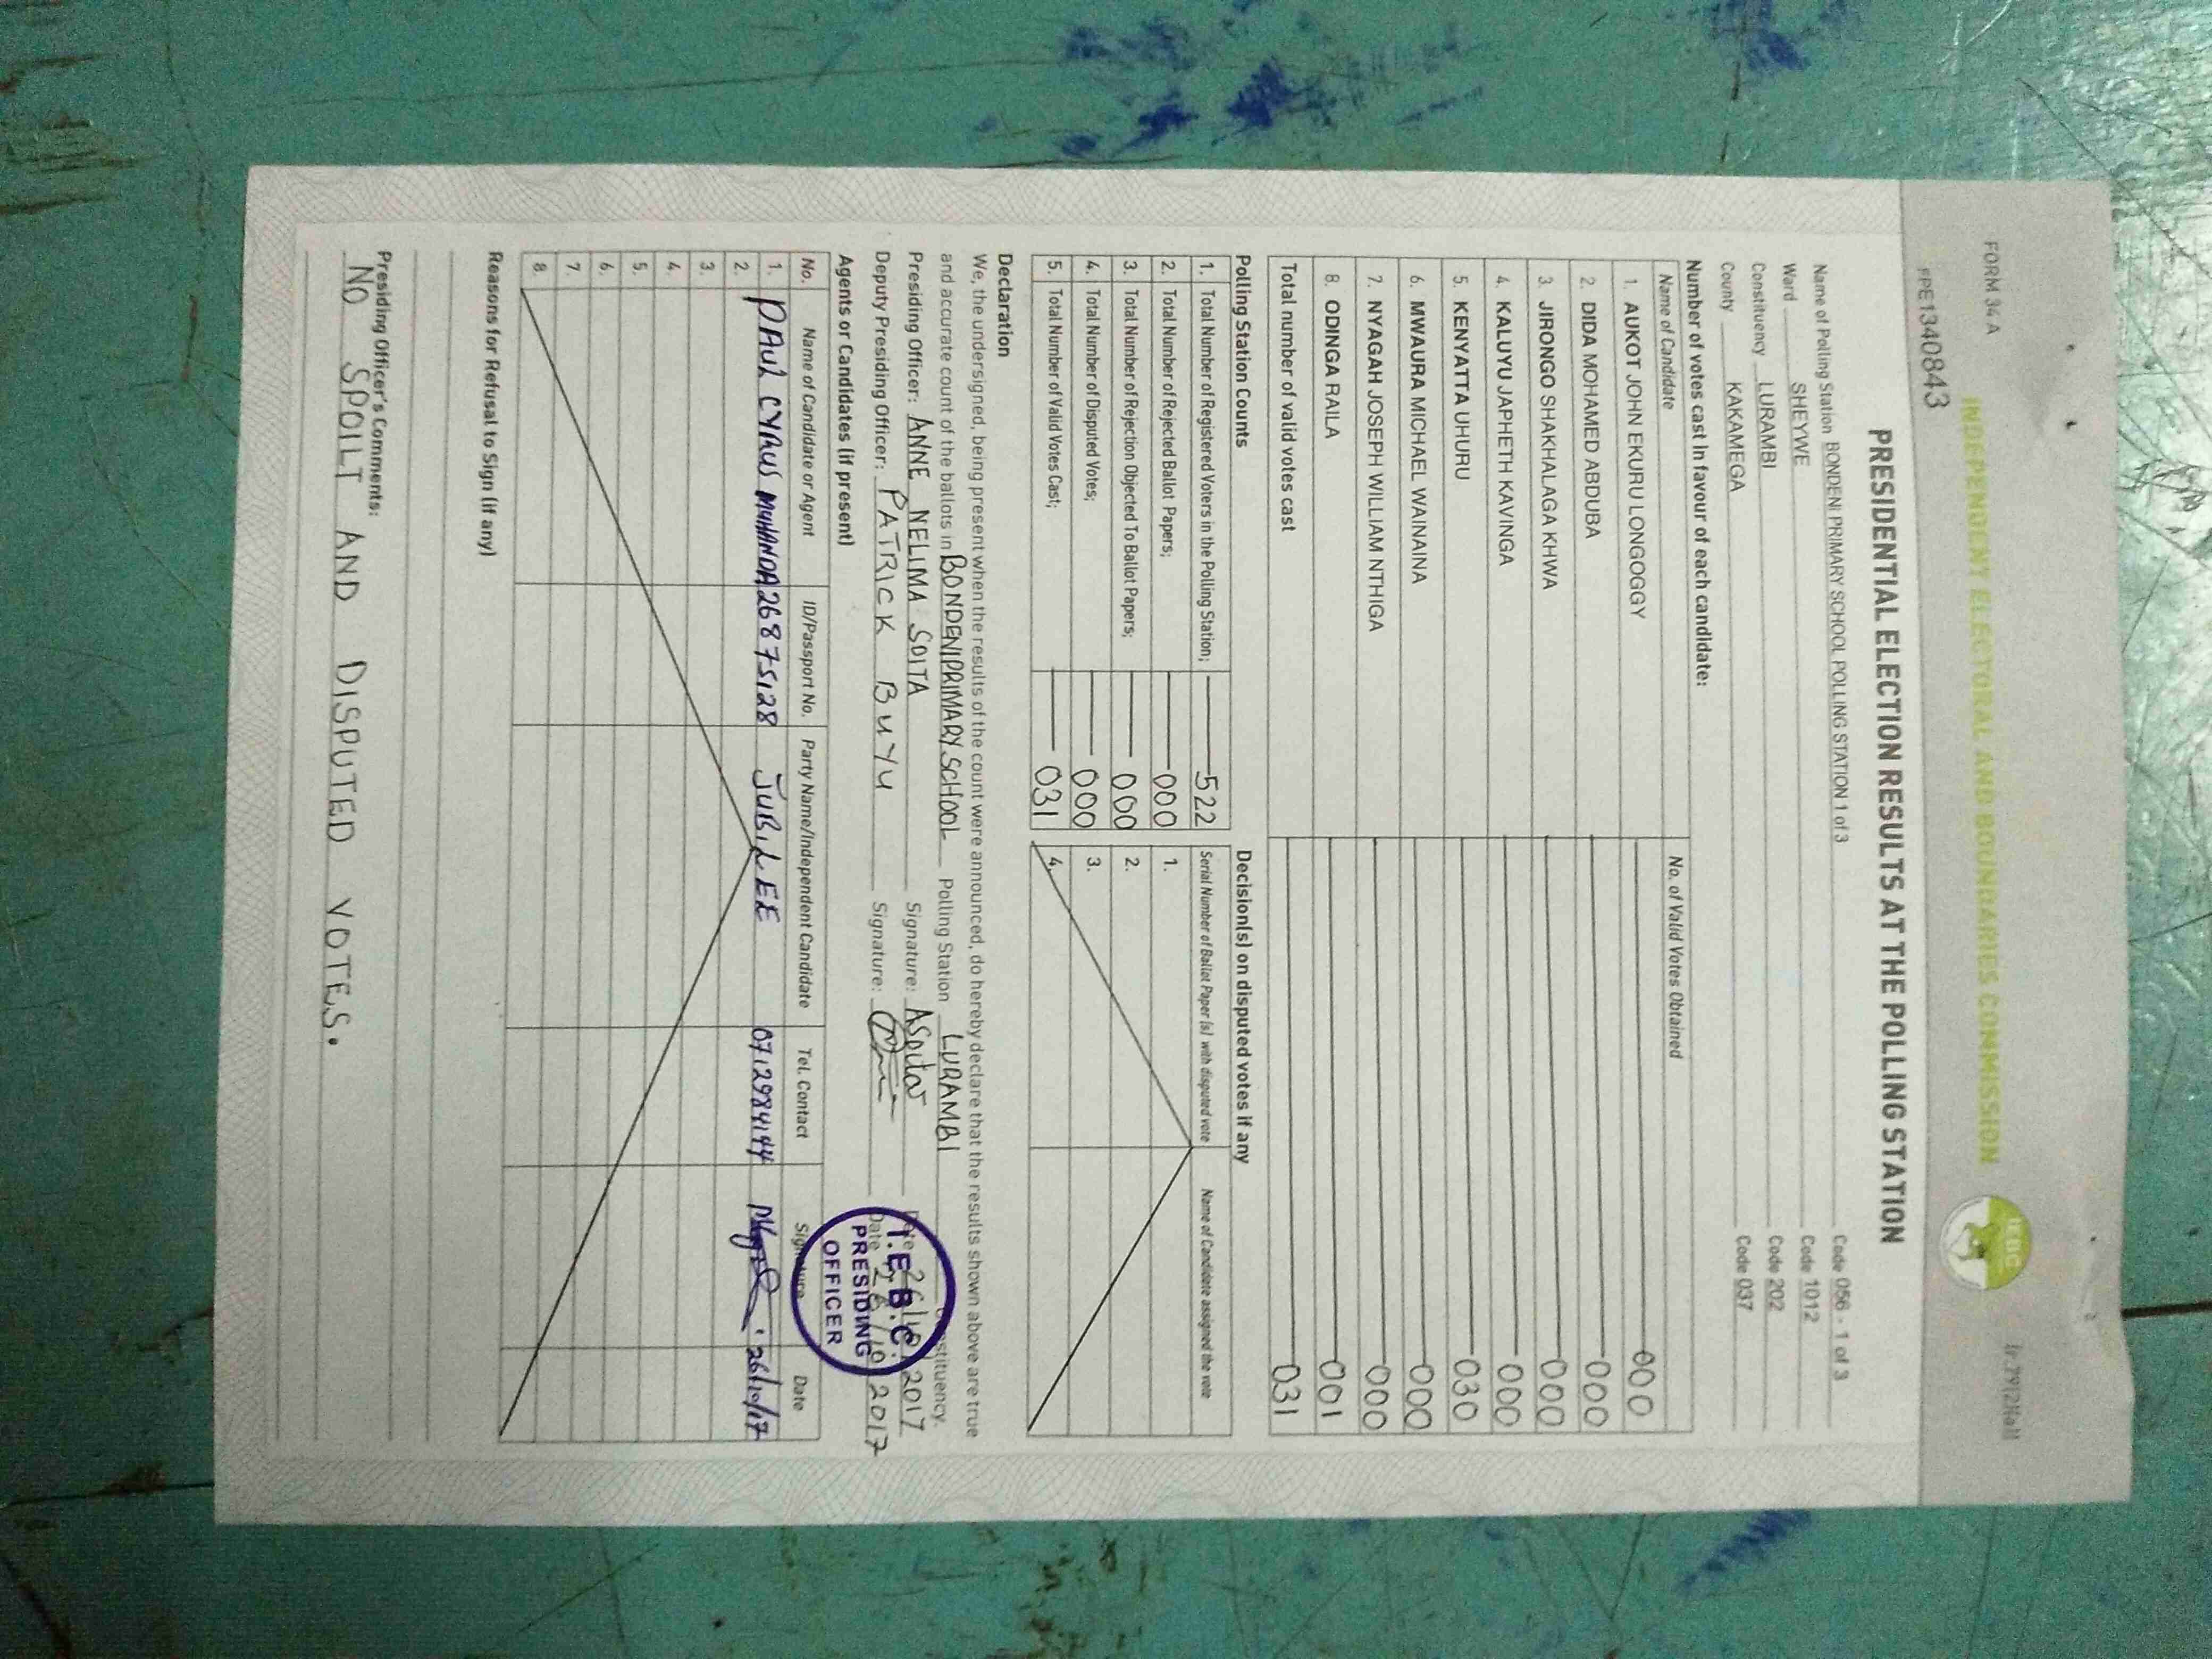 FORM 34 A
INDEPENDENT ELECTORAL AND BOUNDARIES COMMISSION
IEBC
FPE1340843
PRESIDENTIAL ELECTION RESULTS AT THE POLLING STATION
Name of Polling Station BONDENI PRIMARY SCHOOL POLLING STATION 1 of 3 Code 056 - 1 of 3
Ward SHEYWE Code 1012
Constituency LURAMBI Code 202
County KAKAMEGA Code 037
Number of votes cast in favour of each candidate:
Name of Candidate No. of Valid Votes Obtained
1. AUKOT JOHN EKURU LONGOGGY 000
2. DIDA MOHAMED ABDUBA 000
3 JIRONGO SHAKHALAGA KHWA 000
4. KALUYU JAPHETH KAVINGA 000
5 KENYATTA UHURU 030
6. MWAURA MICHAEL WAINAINA 000
7. NYAGAH JOSEPH WILLIAM NTHIGA 000
8. ODINGA RAILA 001
Total number of valid votes cast 031
Polling Station Counts
1. Total Number of Registered Voters in the Polling Station; 522
2. Total Number of Rejected Ballot Papers; 000
3. Total Number of Rejection Objected To Ballot Papers; 000
4. Total Number of Disputed Votes; 000
5. Total Number of Valid Votes Cast; 031
Decision(s) on disputed votes if any
Serial Number of Ballot Paper (s) with disputed vote Name of Candidate assigned the vote
1.
2.
3.
4.
Declaration
We, the undersigned, being present when the results of the count were announced, do hereby declare that the results shown above are true
and accurate count of the ballots in BONDENI PRIMARY SCHOOL Polling Station LURAMBI Constituency.
Presiding Officer: ANNE NELIMA SOITA Signature: ASoita Date 26/10/2017
Deputy Presiding Officer: PATRICK BUYU Signature: Date 26/10/2017
I.E.B.C.
PRESIDING
OFFICER
Agents or Candidates (if present)
No. Name of Candidate or Agent ID/Passport No. Party Name/Independent Candidate Tel. Contact Signature Date
1. PAUL CYRUS MUHANDA 26875128 JUBILEE 0712984144 26/10/17
2.
3.
4.
5.
6.
7.
8.
Reasons for Refusal to Sign (if any)
Presiding Officer's Comments:
NO SPOILT AND DISPUTED VOTES.